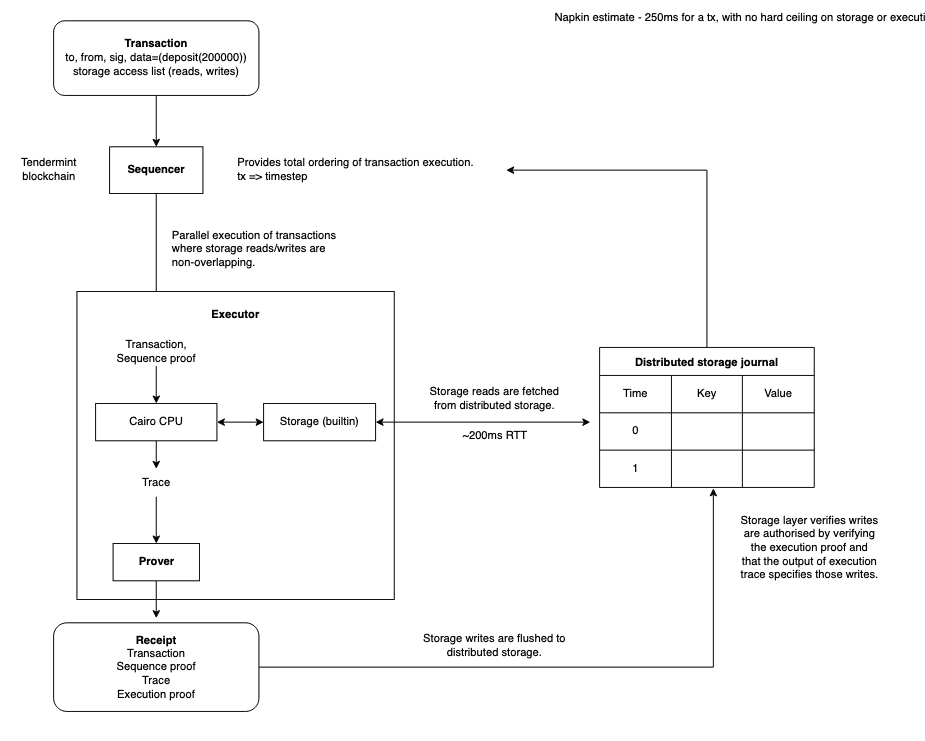 Napkin estimate - 250ms for a tx, with no hard ceiling on storage or executi
Transaction
to, from, sig, data=(deposit(200000))
storage access list (reads, writes)
Tendermint
blockchain
Sequencer
Provides total ordering of transaction execution.
tx => timestep
Parallel execution of transactions
where storage reads/writes are
non-overlapping.
Executor
Transaction,
Sequence proof
Cairo CPU
Storage (builtin)
Trace
Prover
Storage reads are fetched
from distributed storage.
~200ms RTT
Distributed storage journal
Time Key Value
0
1
Storage layer verifies writes
are authorised by verifying
the execution proof and
that the output of execution
trace specifies those writes.
Receipt
Transaction
Sequence proof
Trace
Execution proof
Storage writes are flushed to
distributed storage.